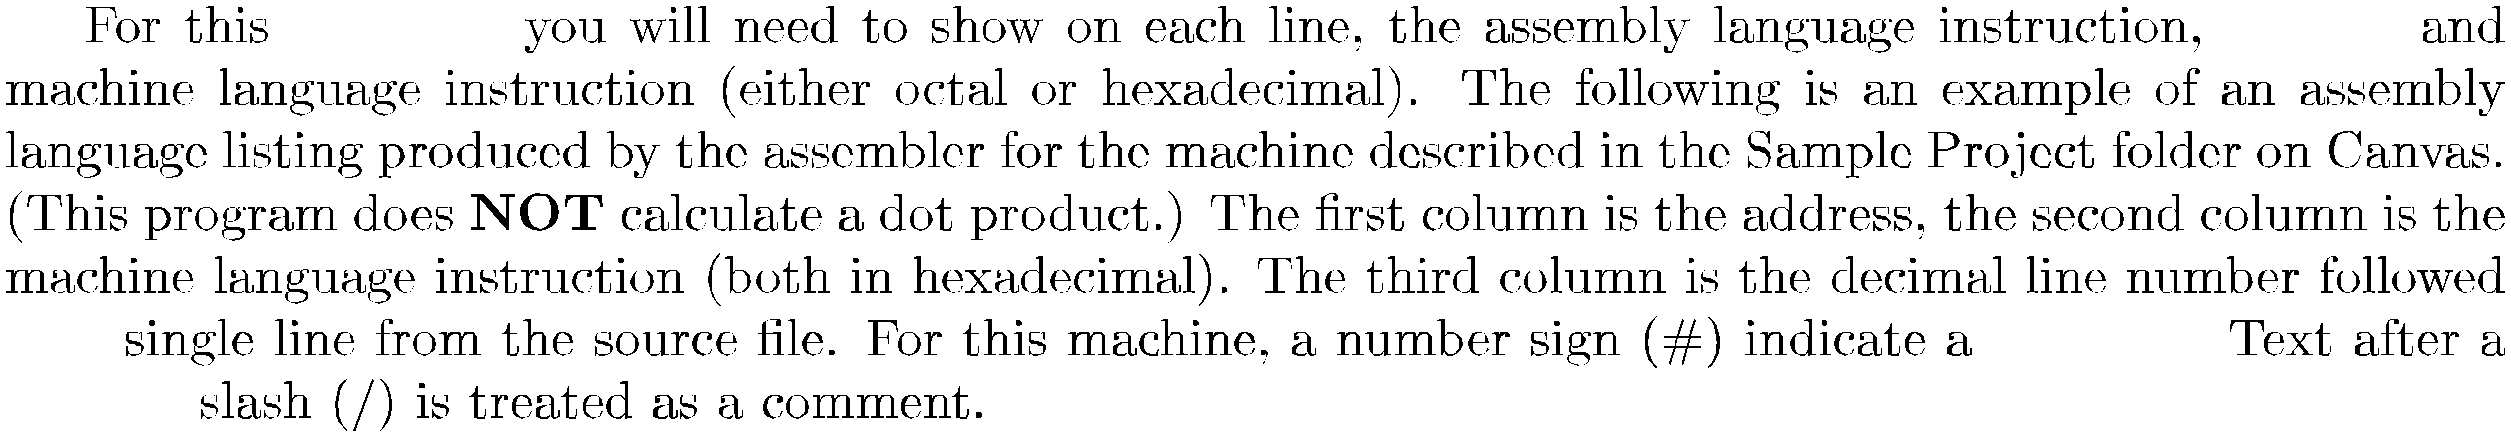 For this you will need to show on each line, the assembly language instruction, and
machine language instruction (either octal or hexadecimal). The following is an example of an assembly
language listing produced by the assembler for the machine described in the Sample Project folder on Canvas.
(This program does NOT calculate a dot product.) The first column is the address, the second column is the
machine language instruction (both in hexadecimal). The third column is the decimal line number followed
single line from the source file. For this machine, a number sign (#) indicate a Text after a
slash (/) is treated as a comment.